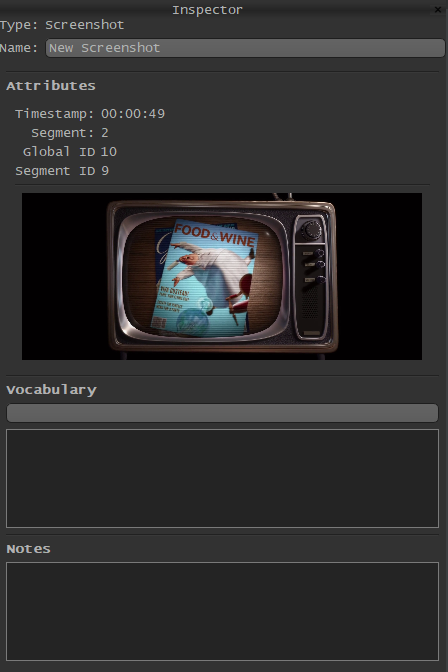 Inspector
Type: Screenshot
Name: New Screenshot
Attributes
Timestamp: 00:00:49
Segment: 2
Global ID 10
Segment ID 9
FOOD & WINE
Vocabulary
Notes